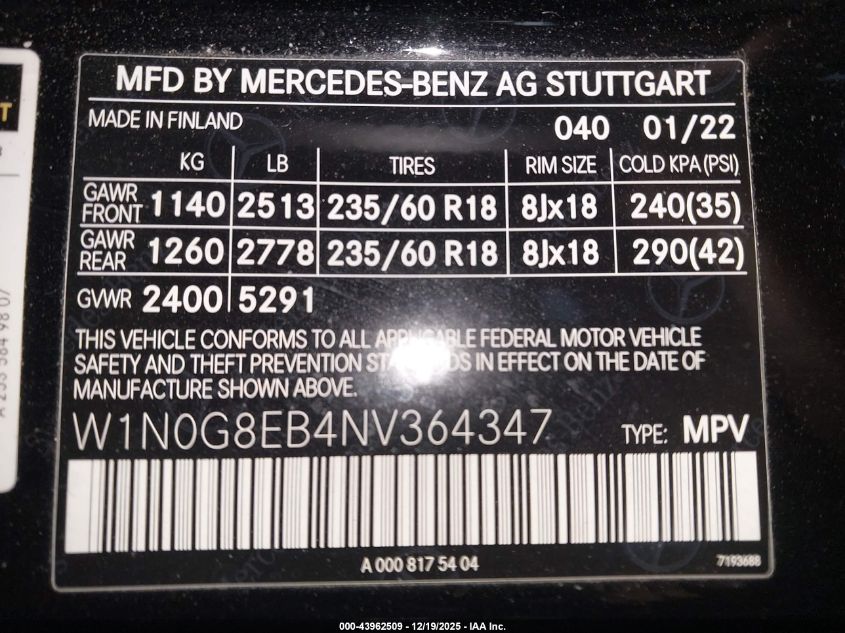 MFD BY MERCEDES-BENZ AG STUTTGART
MADE IN FINLAND 040 01/22
KG LB TIRES RIM SIZE COLD KPA (PSI)
GAWR FRONT 1140 2513 235/60 R18 8Jx18 240(35)
GAWR REAR 1260 2778 235/60 R18 8Jx18 290(42)
GVWR 2400 5291
THIS VEHICLE CONFORMS TO ALL APPLICABLE FEDERAL MOTOR VEHICLE
SAFETY AND THEFT PREVENTION STANDARDS IN EFFECT ON THE DATE OF
MANUFACTURE SHOWN ABOVE.
W1N0G8EB4NV364347 TYPE: MPV
A 000 817 54 04
7193688
A 253 584 98 07
000-43962509 - 12/19/2025 - IAA Inc.